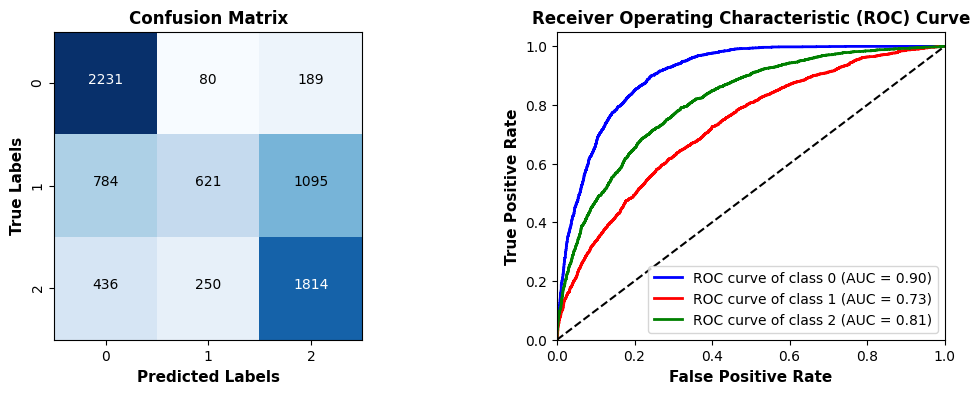 Confusion Matrix
True Labels
0
1
2
2231 80 189
784 621 1095
436 250 1814
0 1 2
Predicted Labels
Receiver Operating Characteristic (ROC) Curve
True Positive Rate
1.0
0.8
0.6
0.4
0.2
0.0
ROC curve of class 0 (AUC = 0.90)
ROC curve of class 1 (AUC = 0.73)
ROC curve of class 2 (AUC = 0.81)
0.0 0.2 0.4 0.6 0.8 1.0
False Positive Rate